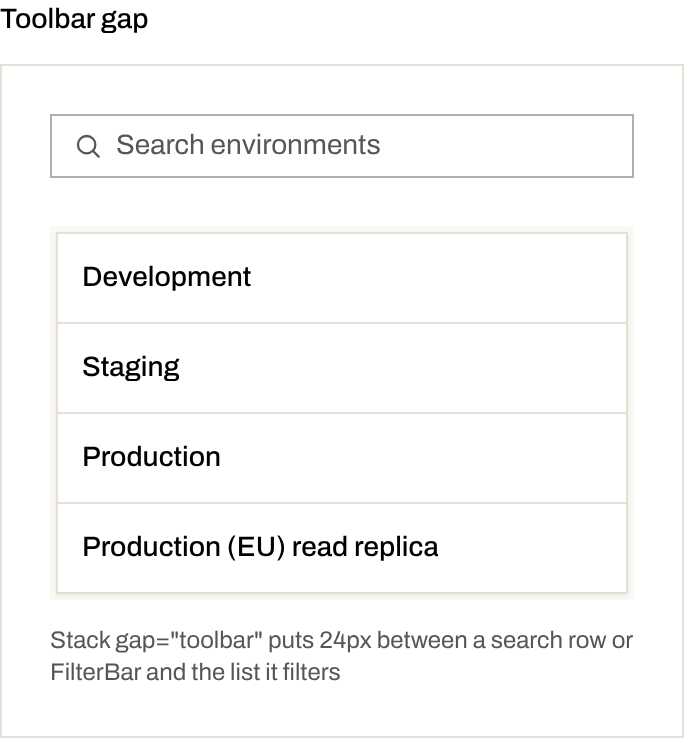 Toolbar gap
Search environments
Development
Staging
Production
Production (EU) read replica
Stack gap="toolbar" puts 24px between a search row or
FilterBar and the list it filters